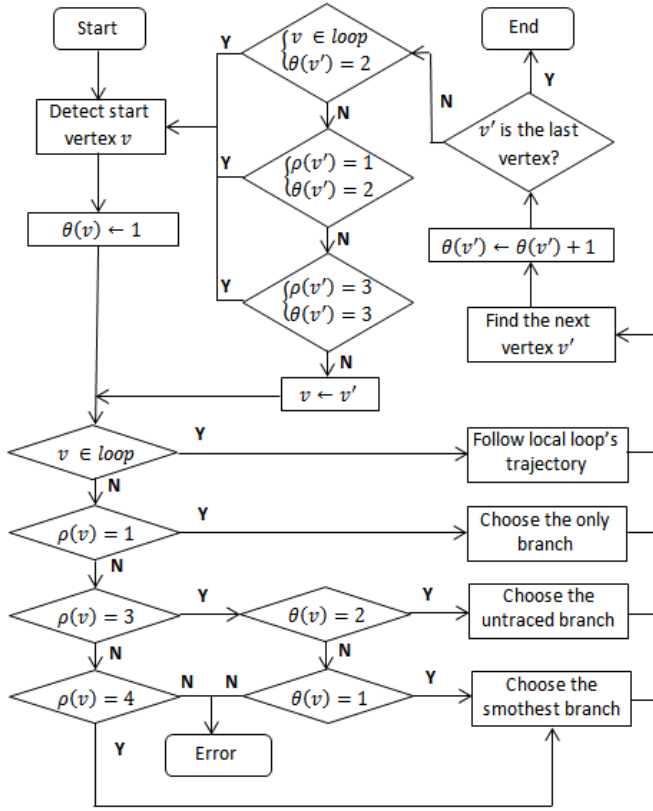 Start
Detect start
vertex v
θ(v) ← 1
Y
{v ∈ loop
θ(v′) = 2
N
Y
{ρ(v′) = 1
θ(v′) = 2
N
Y
{ρ(v′) = 3
θ(v′) = 3
N
v ← v′
End
Y
N
v′ is the last
vertex?
θ(v′) ← θ(v′) + 1
Find the next
vertex v′
v ∈ loop
Y
Follow local loop's
trajectory
N
ρ(v) = 1
Y
Choose the only
branch
N
ρ(v) = 3
Y
θ(v) = 2
Y
Choose the
untraced branch
N
N
ρ(v) = 4
N
N
θ(v) = 1
Y
Choose the
smothest branch
Y
Error